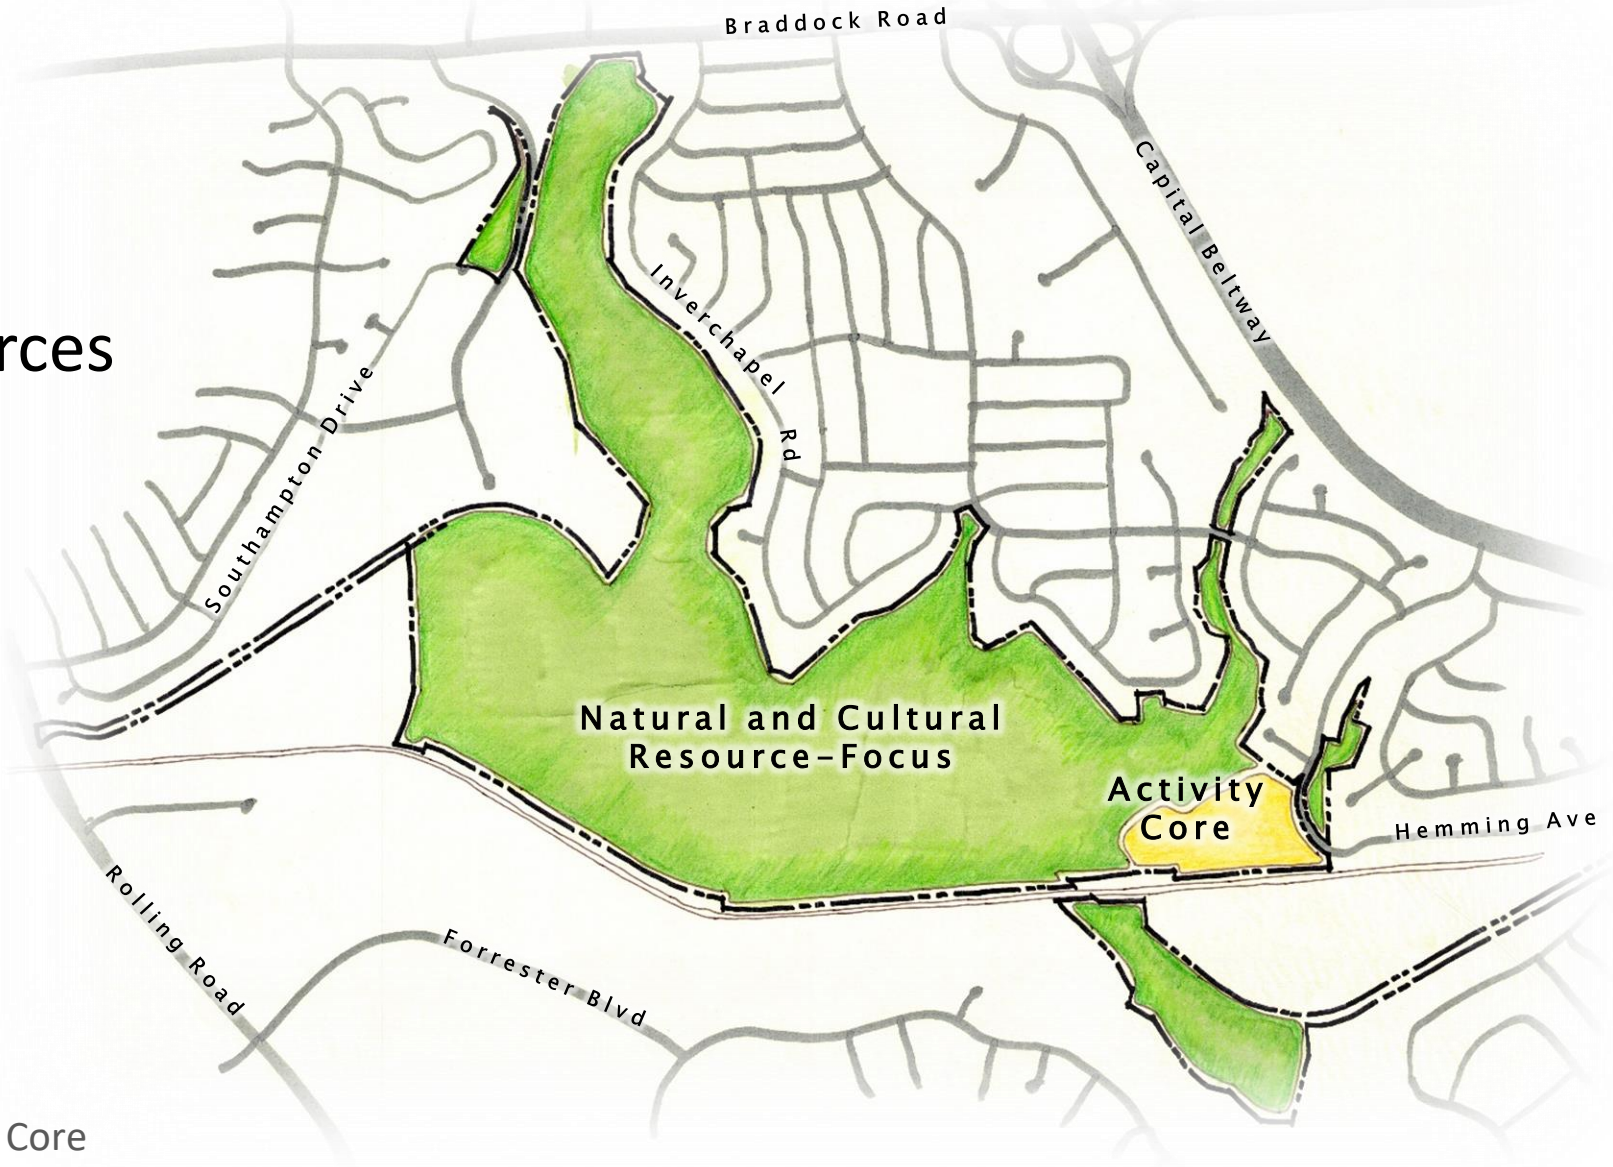 Braddock Road
Capital Beltway
Inverchapel Rd
rces
Southampton Drive
Natural and Cultural
Resource-Focus
Activity
Core
Hemming Ave
Rolling Road
Forrester Blvd
Core